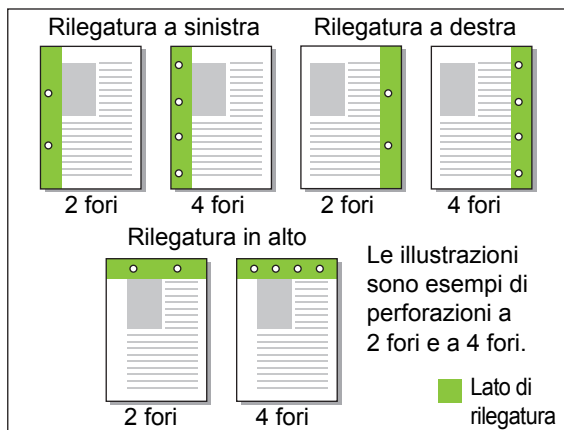 Rilegatura a sinistra
Rilegatura a destra
2 fori
4 fori
2 fori
4 fori
Rilegatura in alto
Le illustrazioni
sono esempi di
perforazioni a
2 fori e a 4 fori.
2 fori
4 fori
Lato di
rilegatura